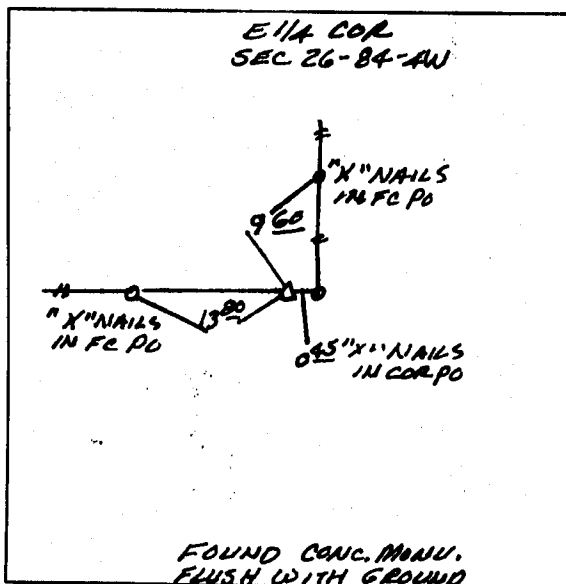 E 1/4 COR
SEC 26-84-4W
"X" NAILS
IN FC PO
9 60
"X" NAILS
IN FC PO
13 80
0 45 "X" NAILS
IN COR PO
FOUND CONC. MONU.
FLUSH WITH GROUND